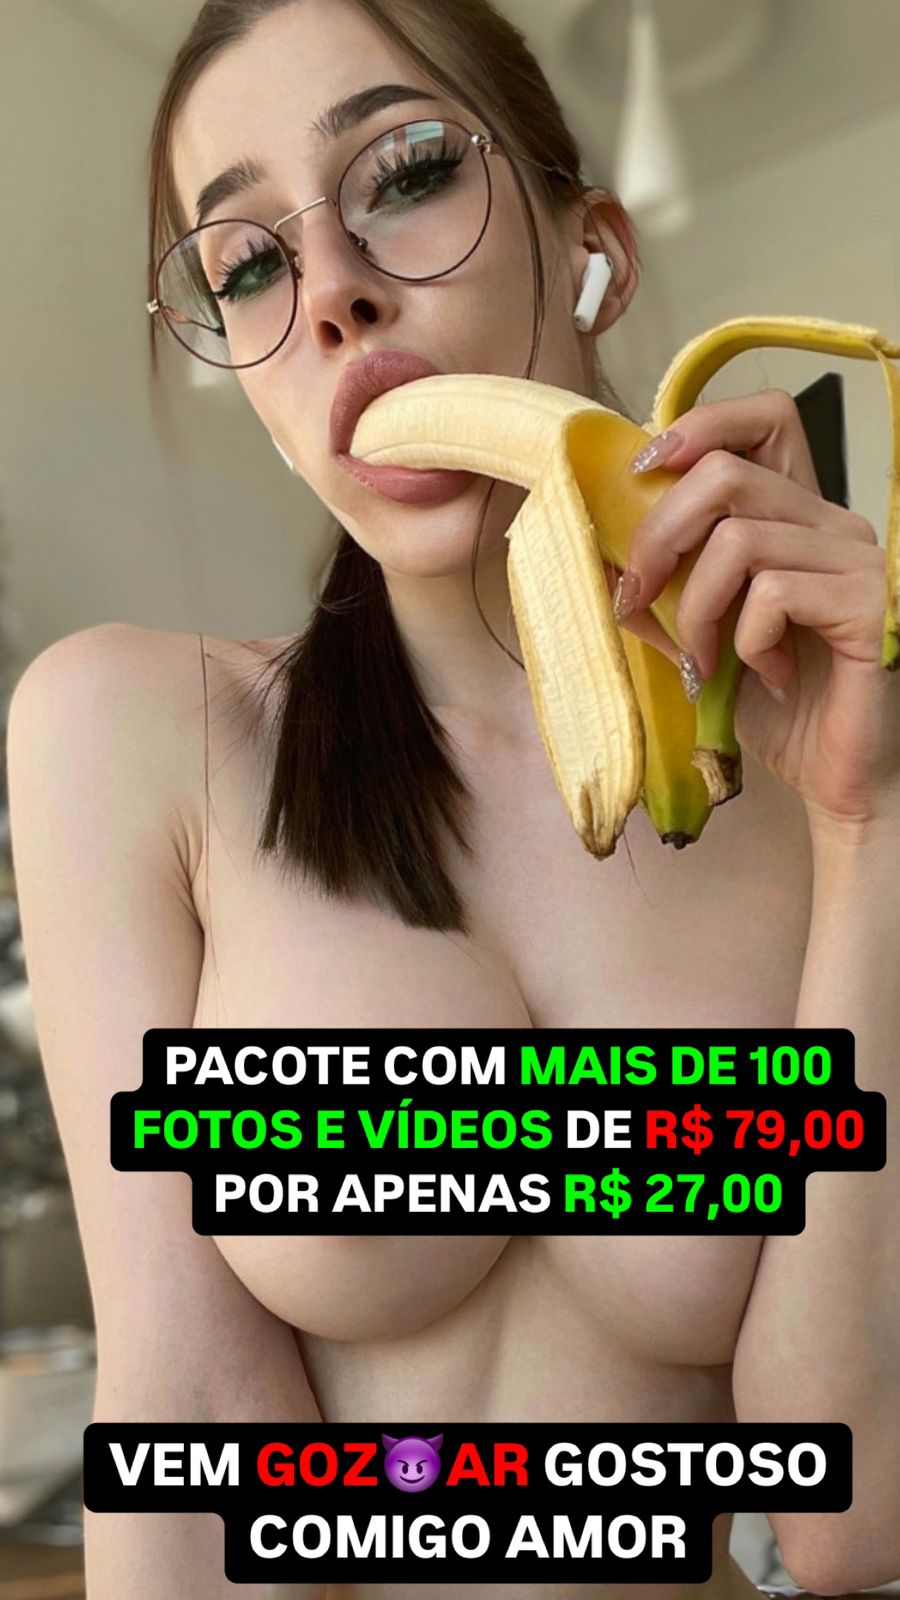 PACOTE COM MAIS DE 100
FOTOS E VÍDEOS DE R$ 79,00
POR APENAS R$ 27,00
VEM GOZ😈AR GOSTOSO
COMIGO AMOR